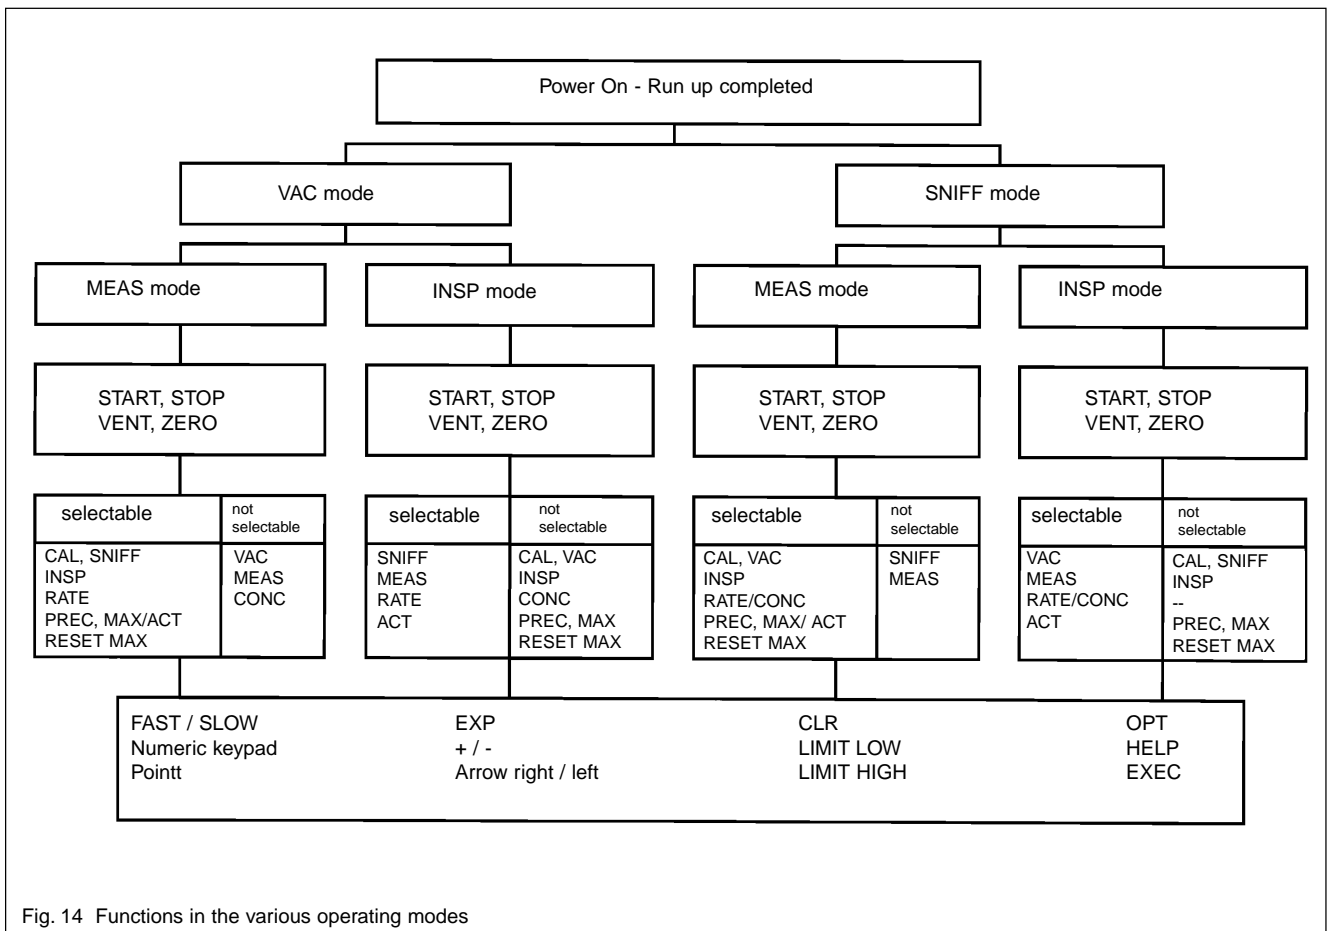 Power On - Run up completed
VAC mode
SNIFF mode
MEAS mode
INSP mode
MEAS mode
INSP mode
START, STOP
VENT, ZERO
START, STOP
VENT, ZERO
START, STOP
VENT, ZERO
START, STOP
VENT, ZERO
selectable
CAL, SNIFF
INSP
RATE
PREC, MAX/ACT
RESET MAX
not
selectable
VAC
MEAS
CONC
selectable
SNIFF
MEAS
RATE
ACT
not
selectable
CAL, VAC
INSP
CONC
PREC, MAX
RESET MAX
selectable
CAL, VAC
INSP
RATE/CONC
PREC, MAX/ ACT
RESET MAX
not
selectable
SNIFF
MEAS
selectable
VAC
MEAS
RATE/CONC
ACT
not
selectable
CAL, SNIFF
INSP
--
PREC, MAX
RESET MAX
FAST / SLOW
Numeric keypad
Pointt
EXP
+ / -
Arrow right / left
CLR
LIMIT LOW
LIMIT HIGH
OPT
HELP
EXEC
Fig. 14 Functions in the various operating modes